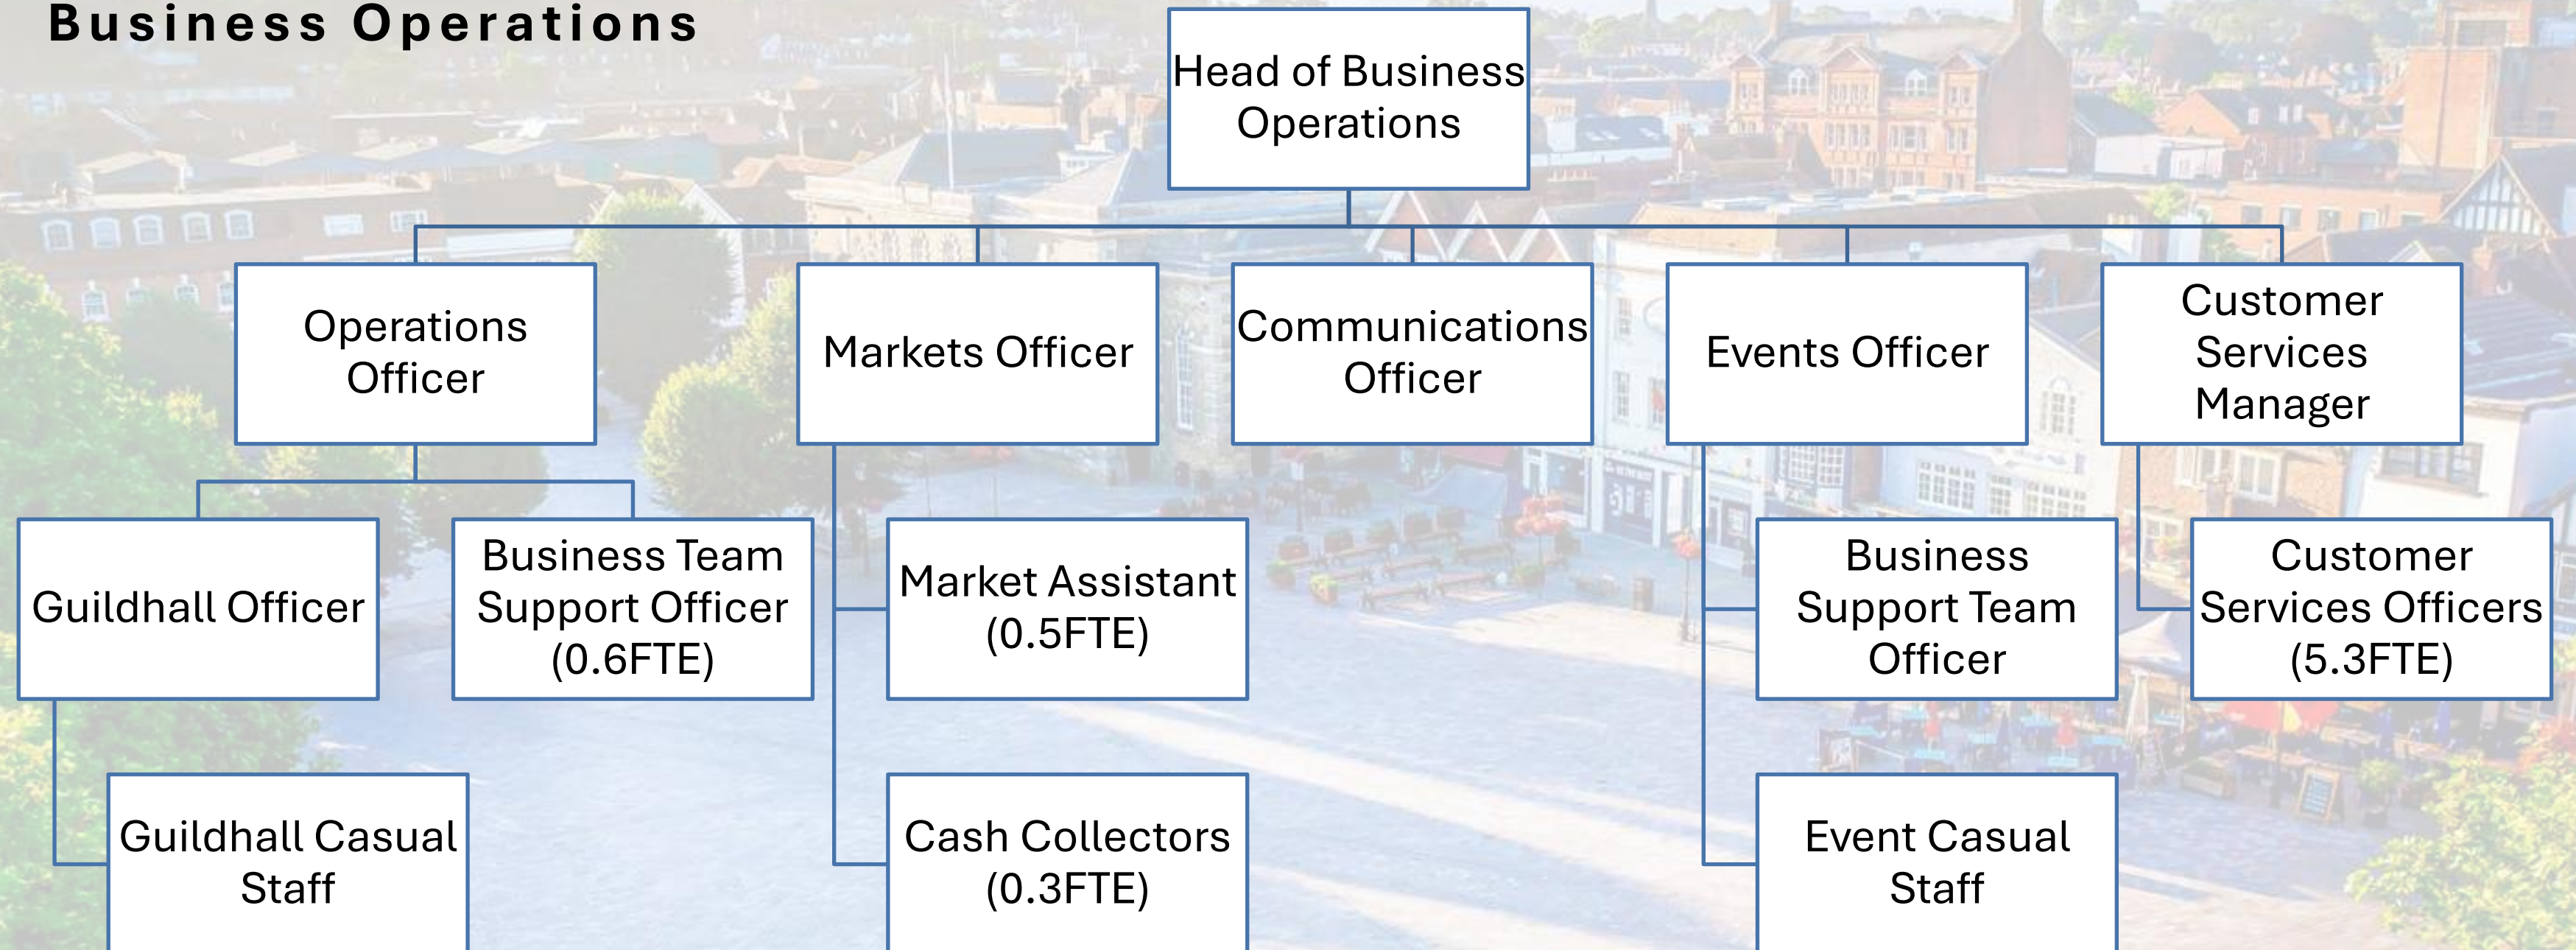 Business Operations
Head of Business
Operations
Operations
Officer
Markets Officer
Communications
Officer
Events Officer
Customer
Services
Manager
Guildhall Officer
Business Team
Support Officer
(0.6FTE)
Market Assistant
(0.5FTE)
Business
Support Team
Officer
Customer
Services Officers
(5.3FTE)
Guildhall Casual
Staff
Cash Collectors
(0.3FTE)
Event Casual
Staff